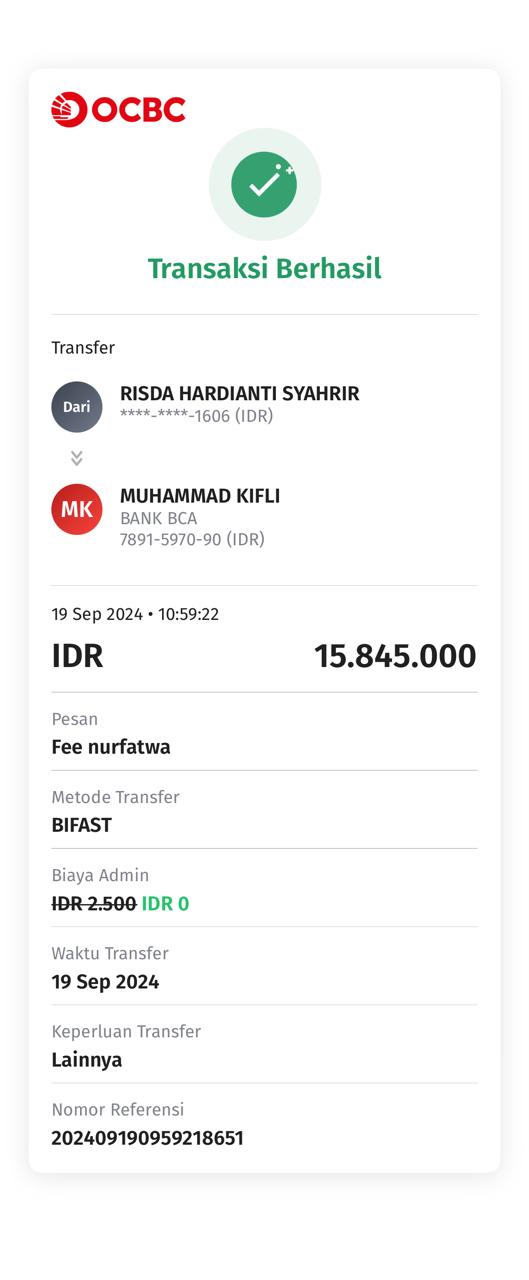 OCBC
Transaksi Berhasil
Transfer
Dari
RISDA HARDIANTI SYAHRIR
****-****-1606 (IDR)
MK
MUHAMMAD KIFLI
BANK BCA
7891-5970-90 (IDR)
19 Sep 2024 • 10:59:22
IDR 15.845.000
Pesan
Fee nurfatwa
Metode Transfer
BIFAST
Biaya Admin
IDR 2.500 IDR 0
Waktu Transfer
19 Sep 2024
Keperluan Transfer
Lainnya
Nomor Referensi
202409190959218651